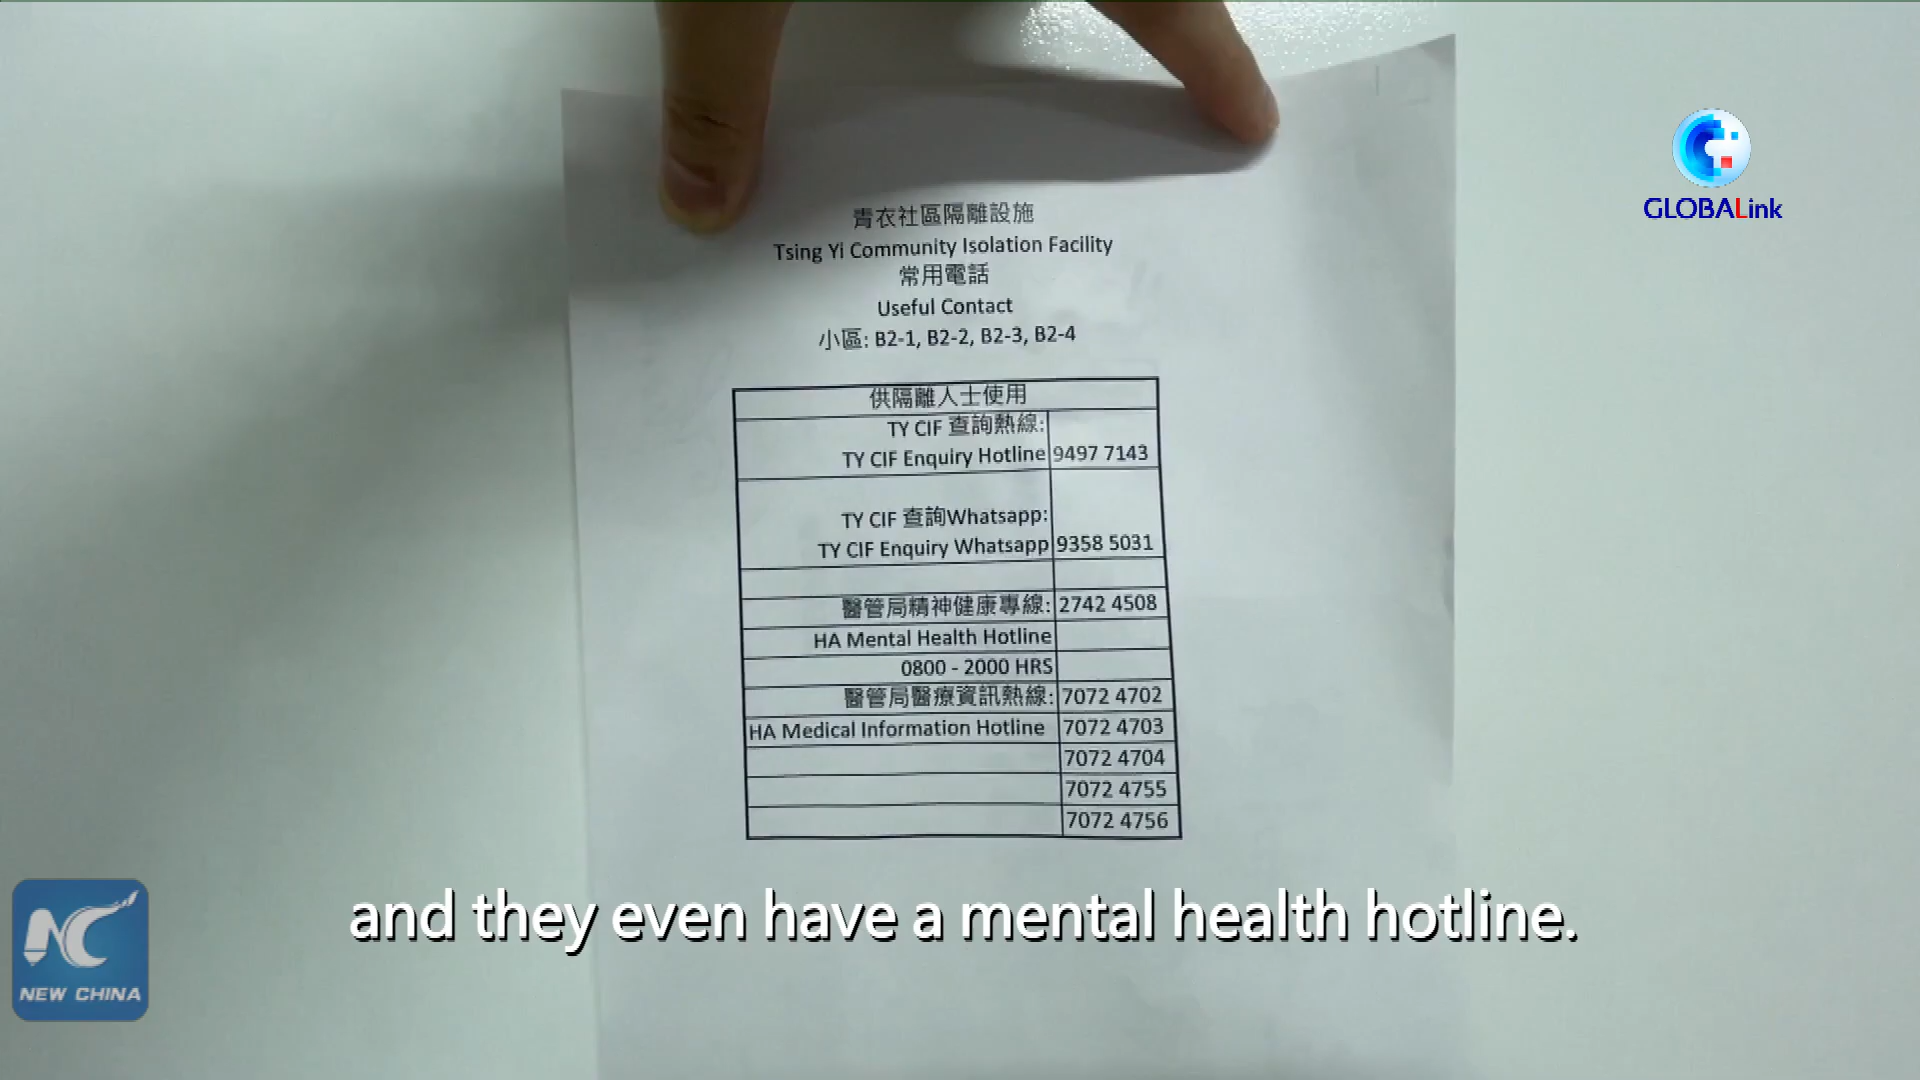 青衣社區隔離設施
Tsing Yi Community Isolation Facility
常用電話
Useful Contact
小區: B2-1, B2-2, B2-3, B2-4
供隔離人士使用
TY CIF 查詢熱線:
TY CIF Enquiry Hotline 9497 7143
TY CIF 查詢Whatsapp:
TY CIF Enquiry Whatsapp 9358 5031
醫管局精神健康專線: 2742 4508
HA Mental Health Hotline
0800 - 2000 HRS
醫管局醫療資訊熱線: 7072 4702
HA Medical Information Hotline 7072 4703
7072 4704
7072 4755
7072 4756
GLOBALink
and they even have a mental health hotline.
NC
NEW CHINA